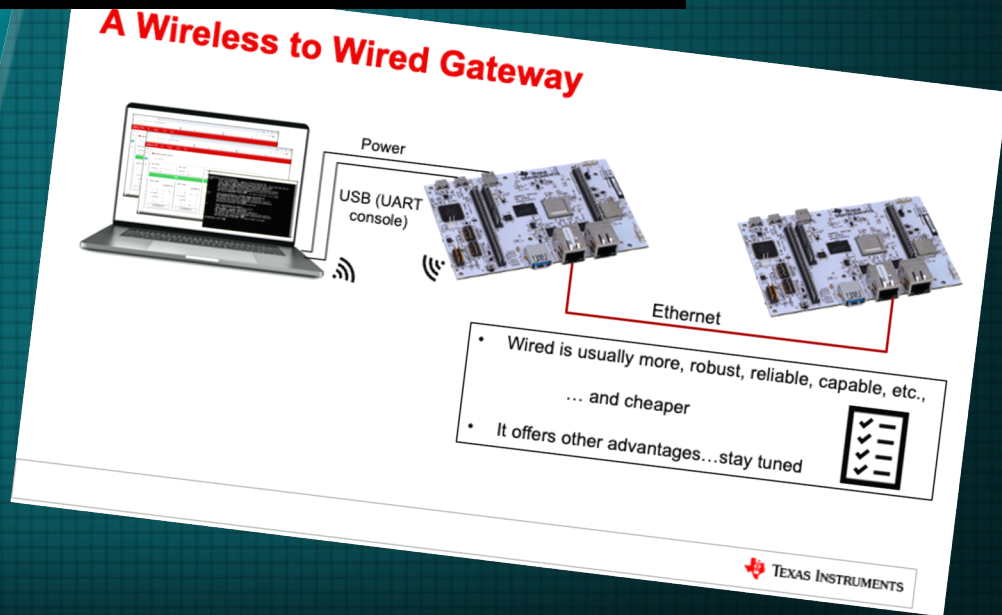 A Wireless to Wired Gateway
Power
USB (UART
console)
Ethernet
• Wired is usually more, robust, reliable, capable, etc.,
… and cheaper
• It offers other advantages…stay tuned
TEXAS INSTRUMENTS